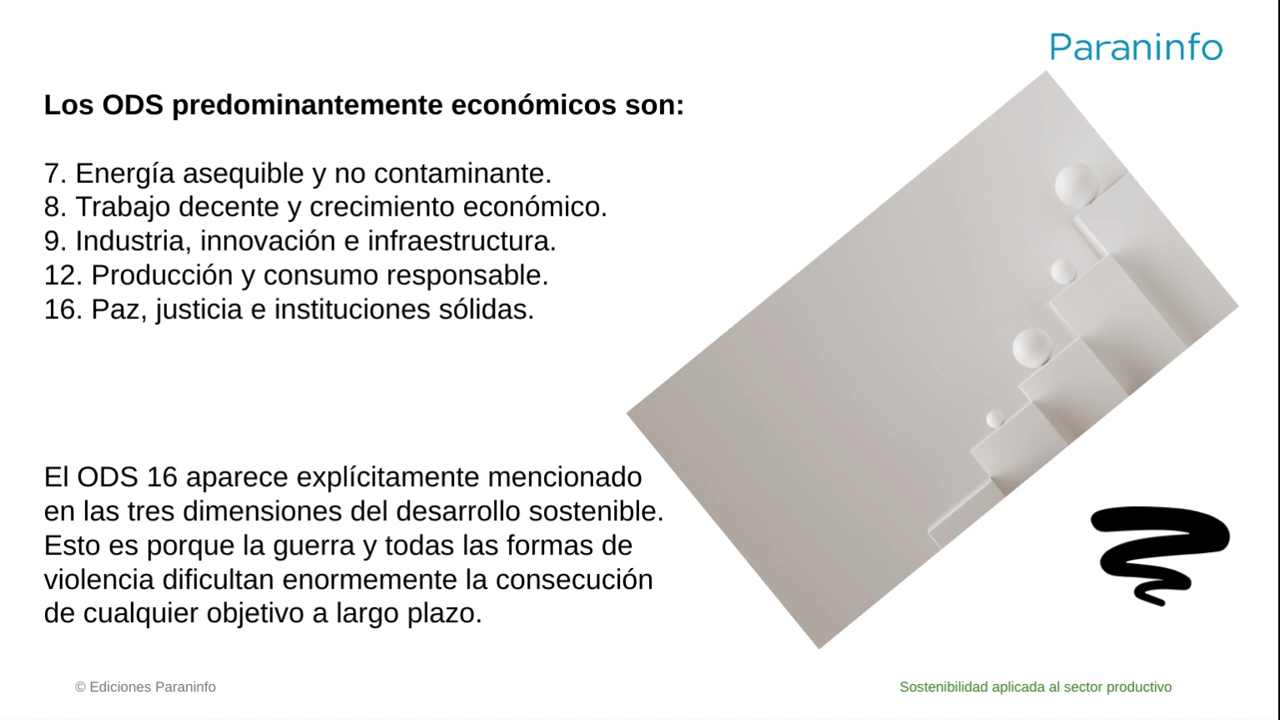 Paraninfo
Los ODS predominantemente económicos son:
7. Energía asequible y no contaminante.
8. Trabajo decente y crecimiento económico.
9. Industria, innovación e infraestructura.
12. Producción y consumo responsable.
16. Paz, justicia e instituciones sólidas.
El ODS 16 aparece explícitamente mencionado
en las tres dimensiones del desarrollo sostenible.
Esto es porque la guerra y todas las formas de
violencia dificultan enormemente la consecución
de cualquier objetivo a largo plazo.
© Ediciones Paraninfo
Sostenibilidad aplicada al sector productivo